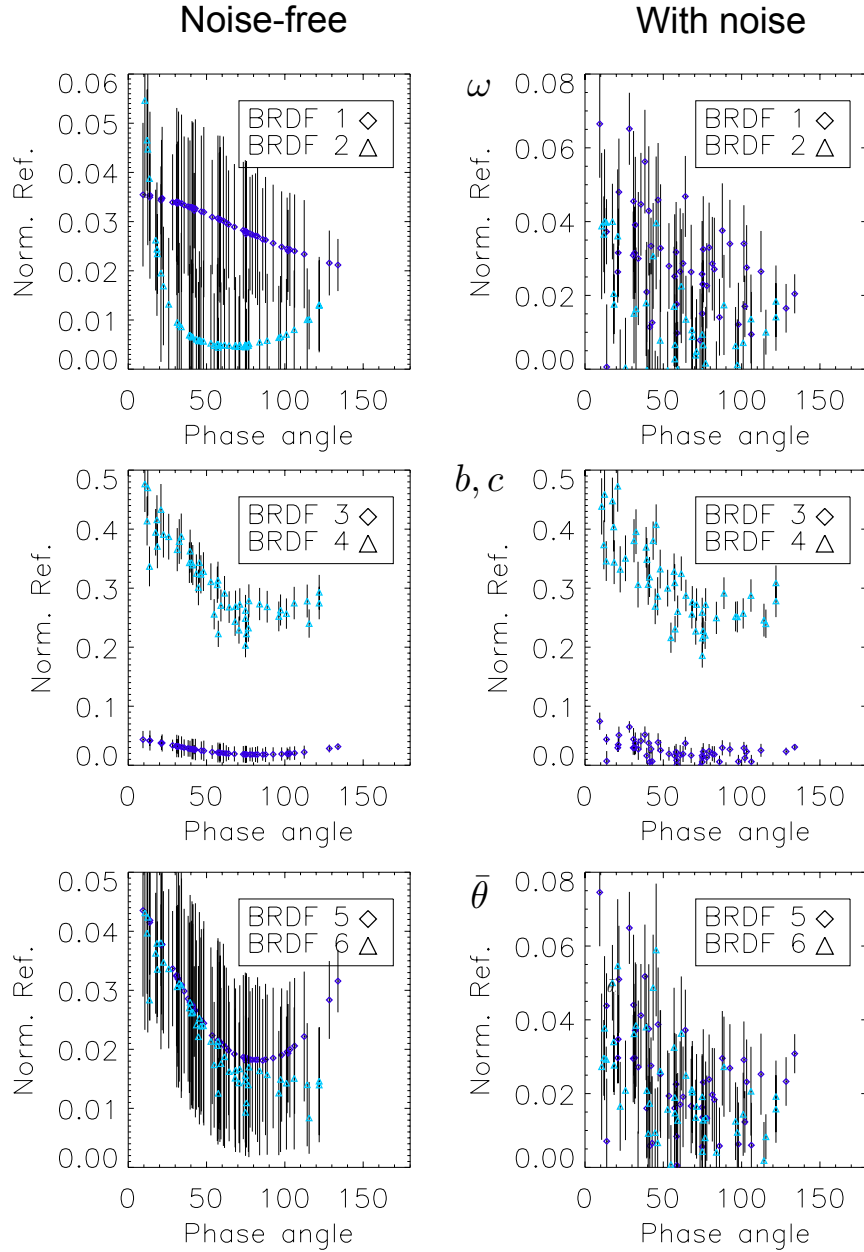 Noise-free
With noise
ω
0.06
0.05
0.04
0.03
0.02
0.01
0.00
Norm. Ref.
BRDF 1
BRDF 2
0 50 100 150
Phase angle
0.08
0.06
0.04
0.02
0.00
Norm. Ref.
BRDF 1
BRDF 2
0 50 100 150
Phase angle
b, c
0.5
0.4
0.3
0.2
0.1
0.0
Norm. Ref.
BRDF 3
BRDF 4
0 50 100 150
Phase angle
0.5
0.4
0.3
0.2
0.1
0.0
Norm. Ref.
BRDF 3
BRDF 4
0 50 100 150
Phase angle
θ̄
0.05
0.04
0.03
0.02
0.01
0.00
Norm. Ref.
BRDF 5
BRDF 6
0 50 100 150
Phase angle
0.08
0.06
0.04
0.02
0.00
Norm. Ref.
BRDF 5
BRDF 6
0 50 100 150
Phase angle